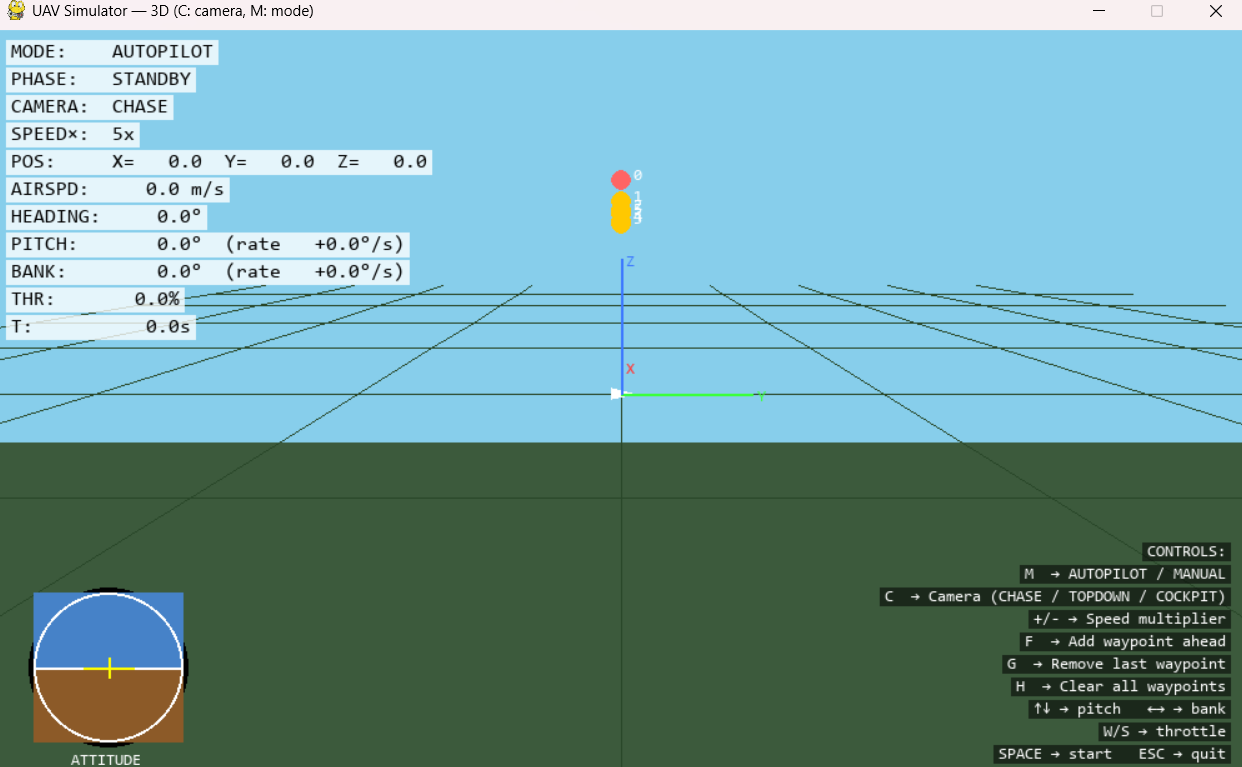 UAV Simulator — 3D (C: camera, M: mode)
MODE: AUTOPILOT
PHASE: STANDBY
CAMERA: CHASE
SPEED×: 5x
POS: X= 0.0 Y= 0.0 Z= 0.0
AIRSPD: 0.0 m/s
HEADING: 0.0°
PITCH: 0.0° (rate +0.0°/s)
BANK: 0.0° (rate +0.0°/s)
THR: 0.0%
T: 0.0s
0
1
Z
X
Y
CONTROLS:
M → AUTOPILOT / MANUAL
C → Camera (CHASE / TOPDOWN / COCKPIT)
+/- → Speed multiplier
F → Add waypoint ahead
G → Remove last waypoint
H → Clear all waypoints
↑↓ → pitch ↔ → bank
W/S → throttle
SPACE → start ESC → quit
ATTITUDE